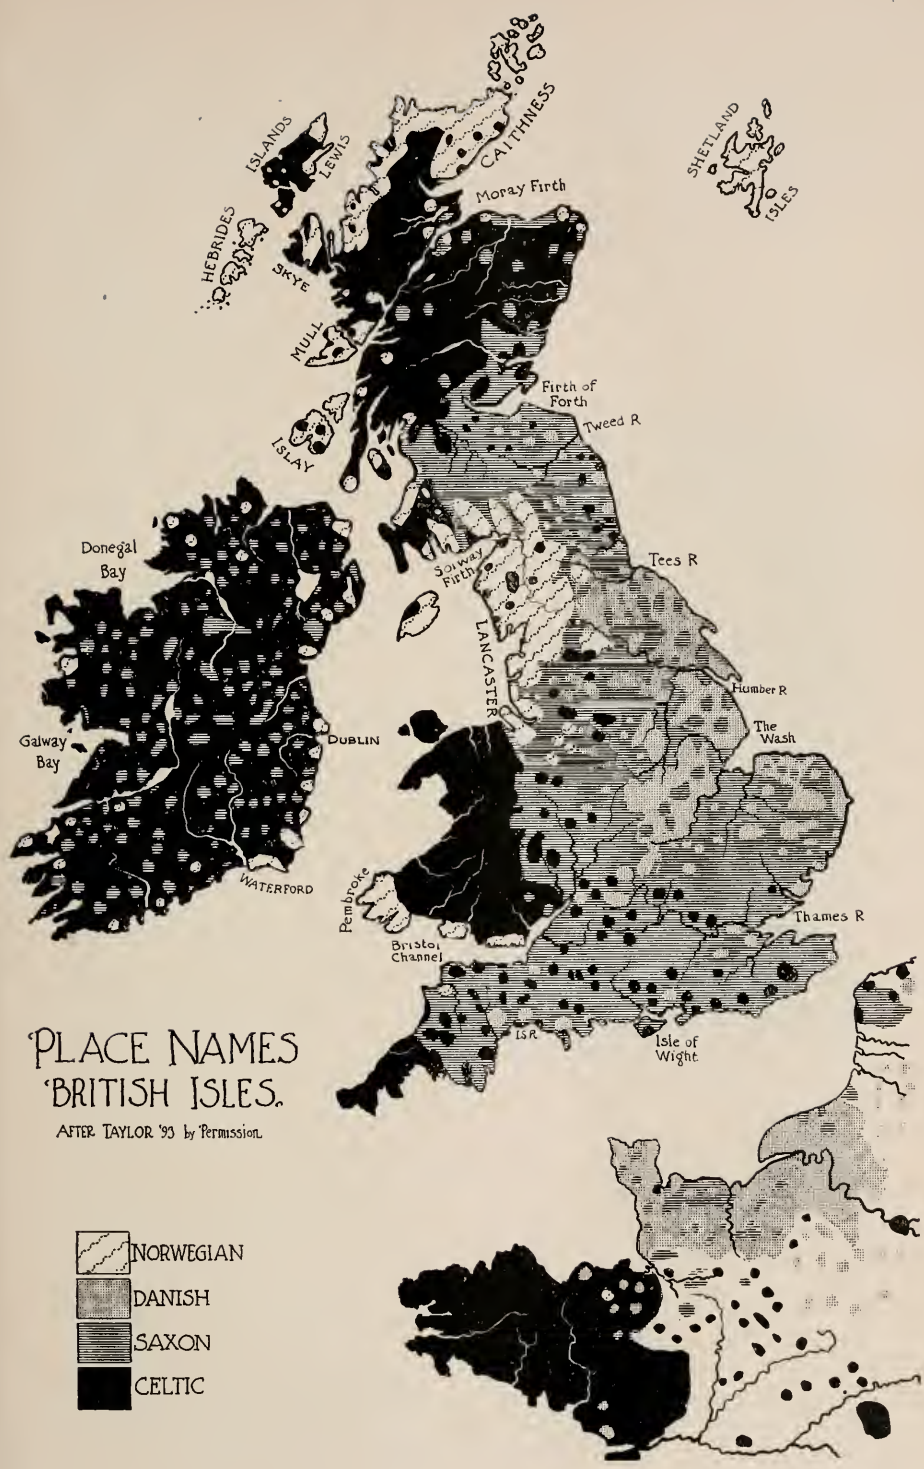 ISLANDS
LEWIS
CAITHNESS
SHETLAND
ISLES
Moray Firth
HEBRIDES
SKYE
MULL
Firth of
Forth
Tweed R
ISLAY
Donegal
Bay
Solway
Firth
Tees R
LANCASTER
Humber R
The
Wash
Galway
Bay
DUBLIN
WATERFORD
Pembroke
Thames R
Bristol
Channel
I.S.R.
Isle of
Wight
PLACE NAMES
BRITISH ISLES.
AFTER TAYLOR '93 by Permission.
NORWEGIAN
DANISH
SAXON
CELTIC